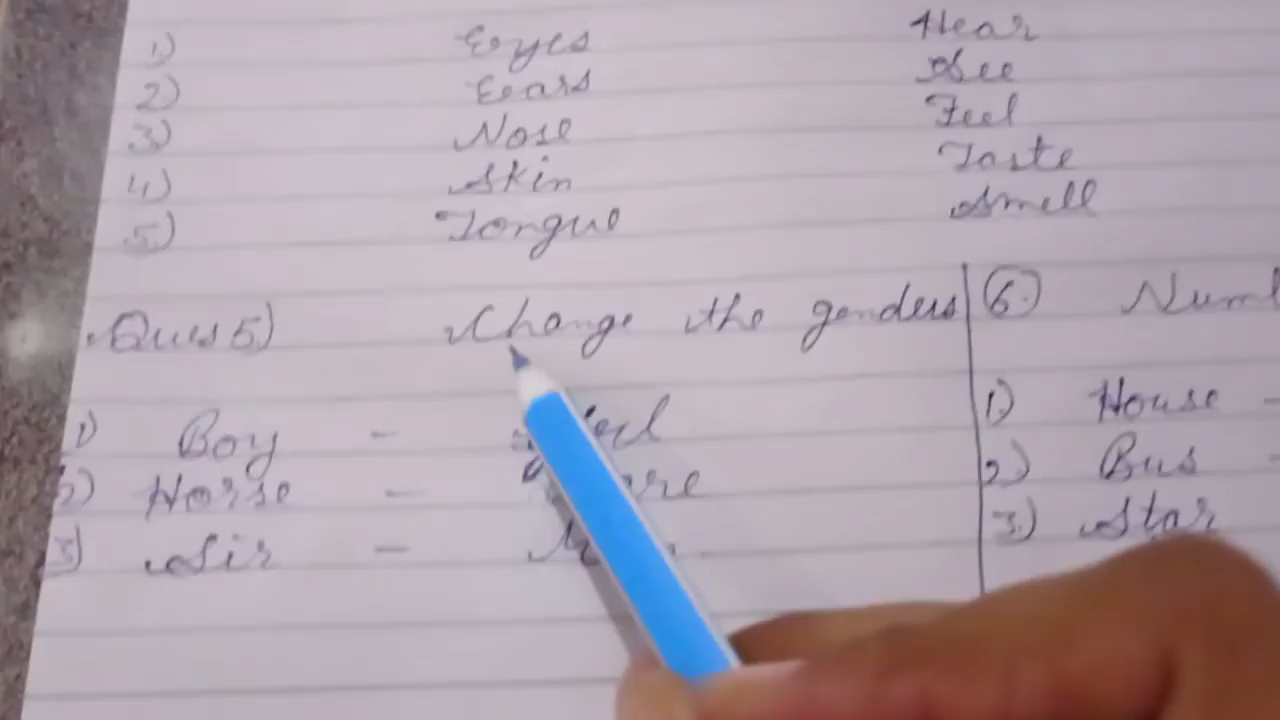 1) Eyes Hear
2) Ears See
3) Nose Feel
4) Skin Taste
5) Tongue Smell
Ques 5) Change the genders
1) Boy -
2) Horse -
3) Sir -
6.)
1.) House -
2) Bus -
3.) Star